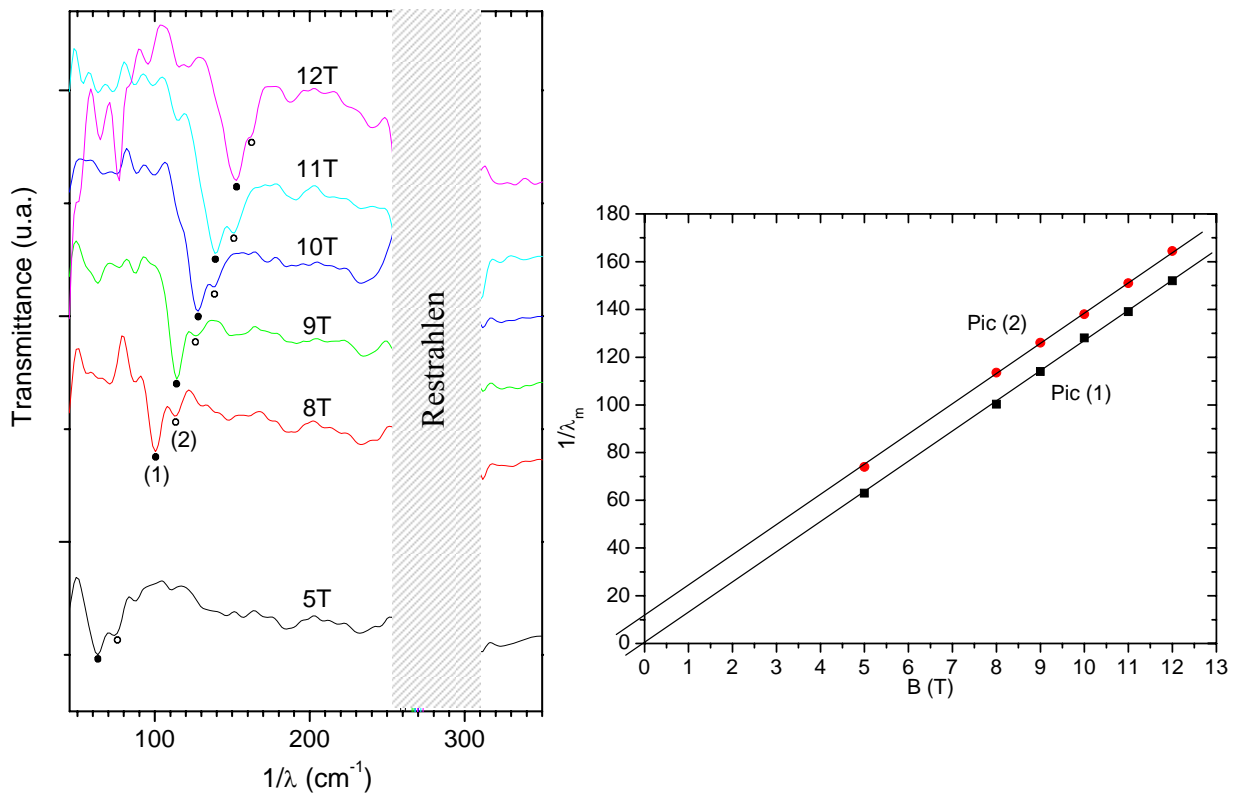 Transmittance (u.a.)
12T
11T
10T
9T
8T
(2)
(1)
5T
Restrahlen
100 200 300
1/λ (cm⁻¹)
1/λₘ
180
160
140
120
100
80
60
40
20
0
Pic (2)
Pic (1)
0 1 2 3 4 5 6 7 8 9 10 11 12 13
B (T)